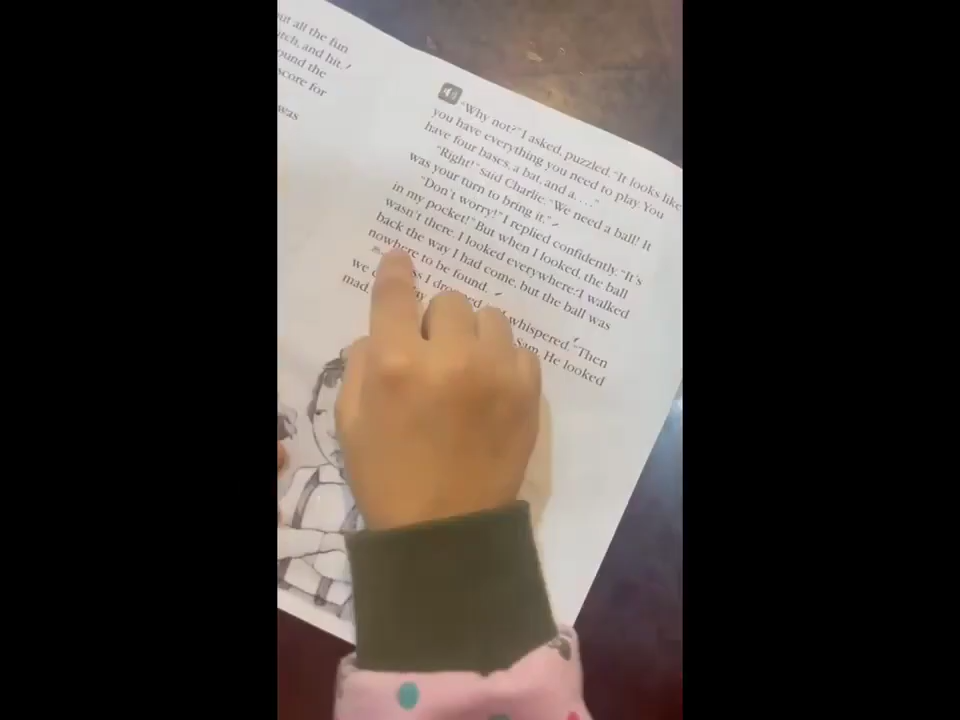 ut all the fun
tch, and hit.
ound the
score for
was
"Why not?" I asked, puzzled. "It looks like
you have everything you need to play. You
have four bases, a bat, and a. . . ."
"Right!" said Charlie. "We need a ball! It
was your turn to bring it."
"Don't worry!" I replied confidently. "It's
in my pocket!" But when I looked, the ball
wasn't there. I looked everywhere. I walked
back the way I had come, but the ball was
nowhere to be found.
I whispered. "Then
we Sam. He looked
mad.